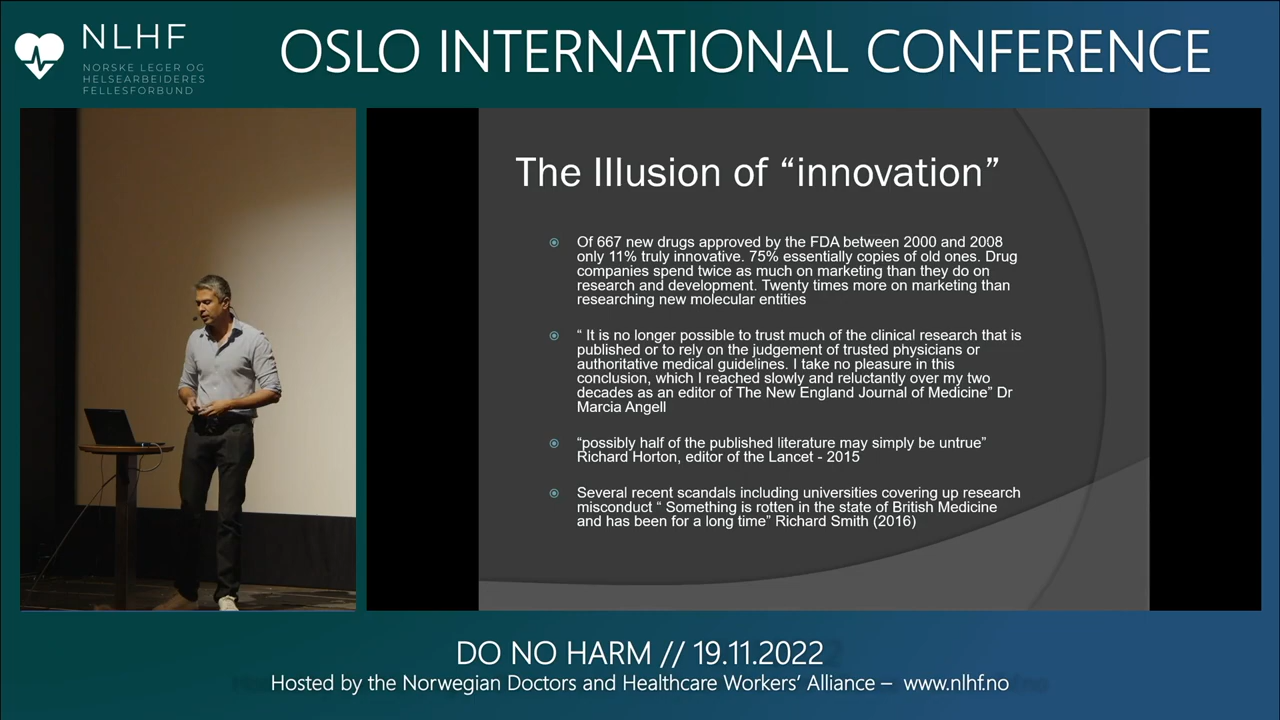 NLHF
NORSKE LEGER OG
HELSEARBEIDERES
FELLESFORBUND
OSLO INTERNATIONAL CONFERENCE
The Illusion of “innovation”
Of 667 new drugs approved by the FDA between 2000 and 2008
only 11% truly innovative. 75% essentially copies of old ones. Drug
companies spend twice as much on marketing than they do on
research and development. Twenty times more on marketing than
researching new molecular entities
“ It is no longer possible to trust much of the clinical research that is
published or to rely on the judgement of trusted physicians or
authoritative medical guidelines. I take no pleasure in this
conclusion, which I reached slowly and reluctantly over my two
decades as an editor of The New England Journal of Medicine” Dr
Marcia Angell
“possibly half of the published literature may simply be untrue”
Richard Horton, editor of the Lancet - 2015
Several recent scandals including universities covering up research
misconduct “ Something is rotten in the state of British Medicine
and has been for a long time” Richard Smith (2016)
DO NO HARM // 19.11.2022
Hosted by the Norwegian Doctors and Healthcare Workers’ Alliance – www.nlhf.no